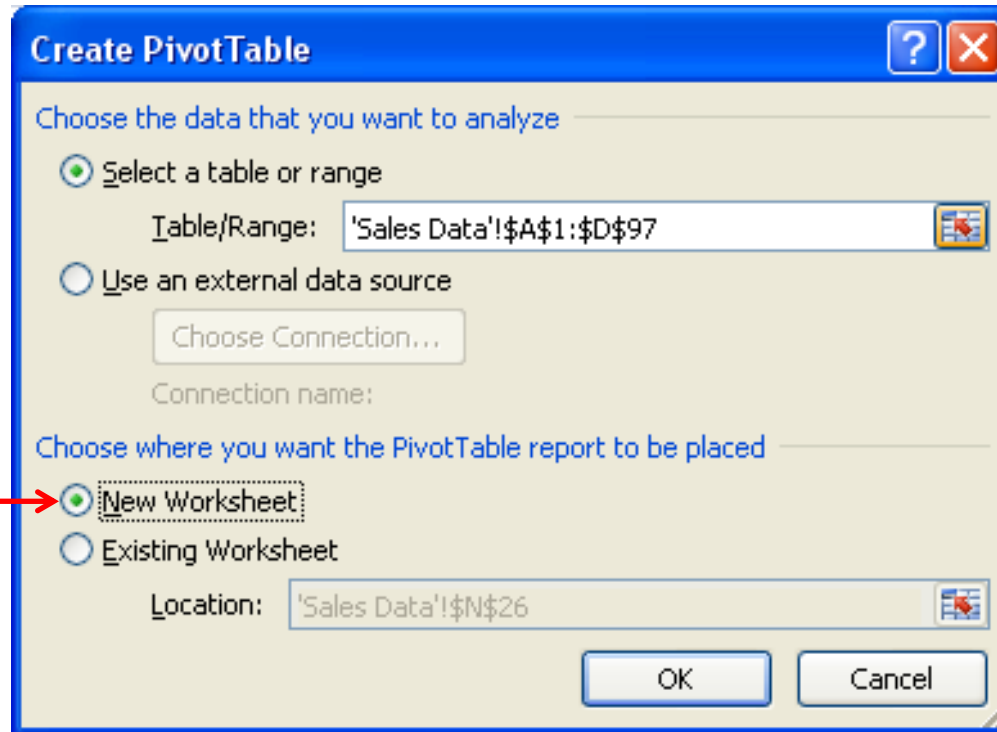 Create PivotTable
?
Choose the data that you want to analyze
Select a table or range
Table/Range: 'Sales Data'!$A$1:$D$97
Use an external data source
Choose Connection...
Connection name:
Choose where you want the PivotTable report to be placed
New Worksheet
Existing Worksheet
Location: 'Sales Data'!$N$26
OK Cancel